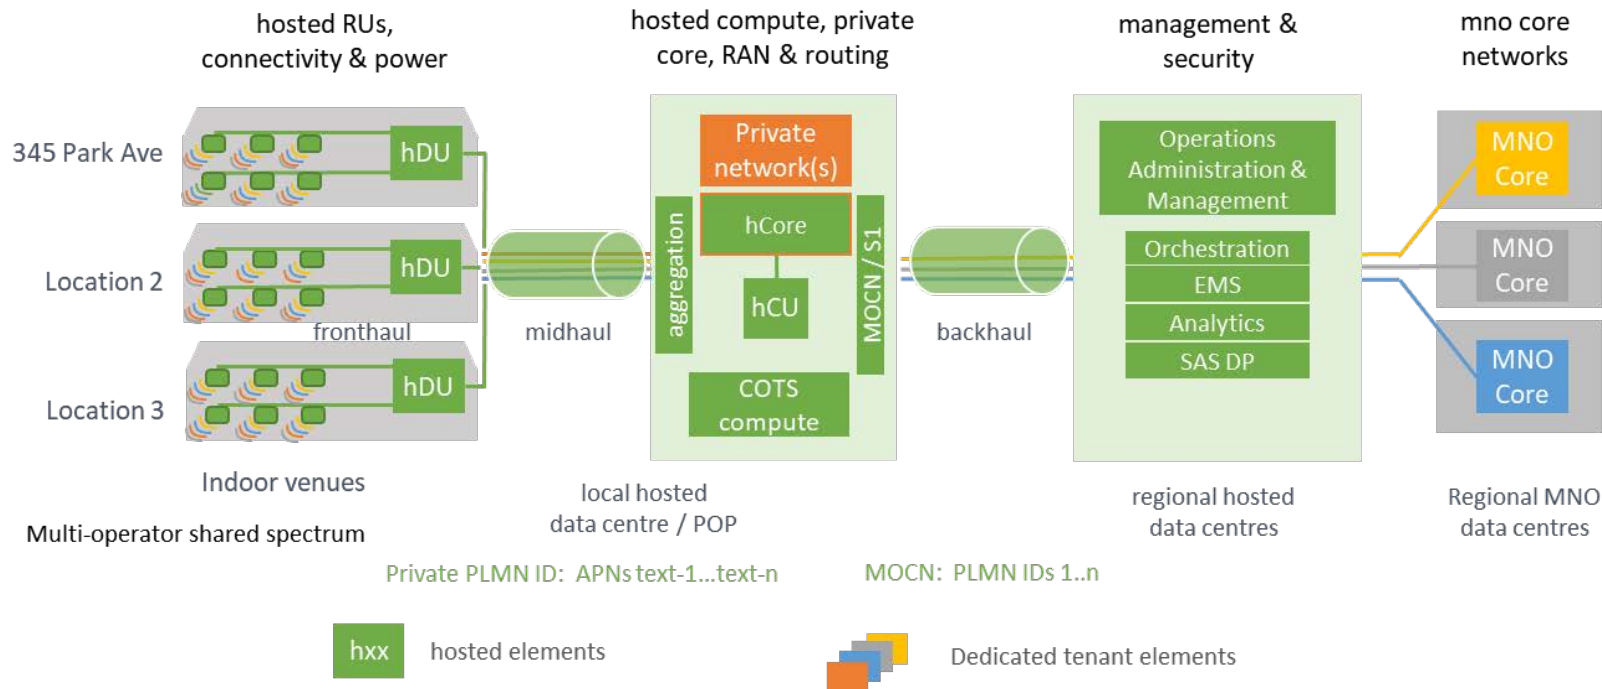 hosted RUs,
connectivity & power
hosted compute, private
core, RAN & routing
management &
security
mno core
networks
345 Park Ave
hDU
Location 2
hDU
fronthaul
Location 3
hDU
Indoor venues
Multi-operator shared spectrum
midhaul
Private
network(s)
aggregation
hCore
hCU
MOCN / S1
COTS
compute
local hosted
data centre / POP
backhaul
Operations
Administration &
Management
Orchestration
EMS
Analytics
SAS DP
regional hosted
data centres
MNO
Core
MNO
Core
MNO
Core
Regional MNO
data centres
Private PLMN ID: APNs text-1...text-n
MOCN: PLMN IDs 1..n
hxx
hosted elements
Dedicated tenant elements